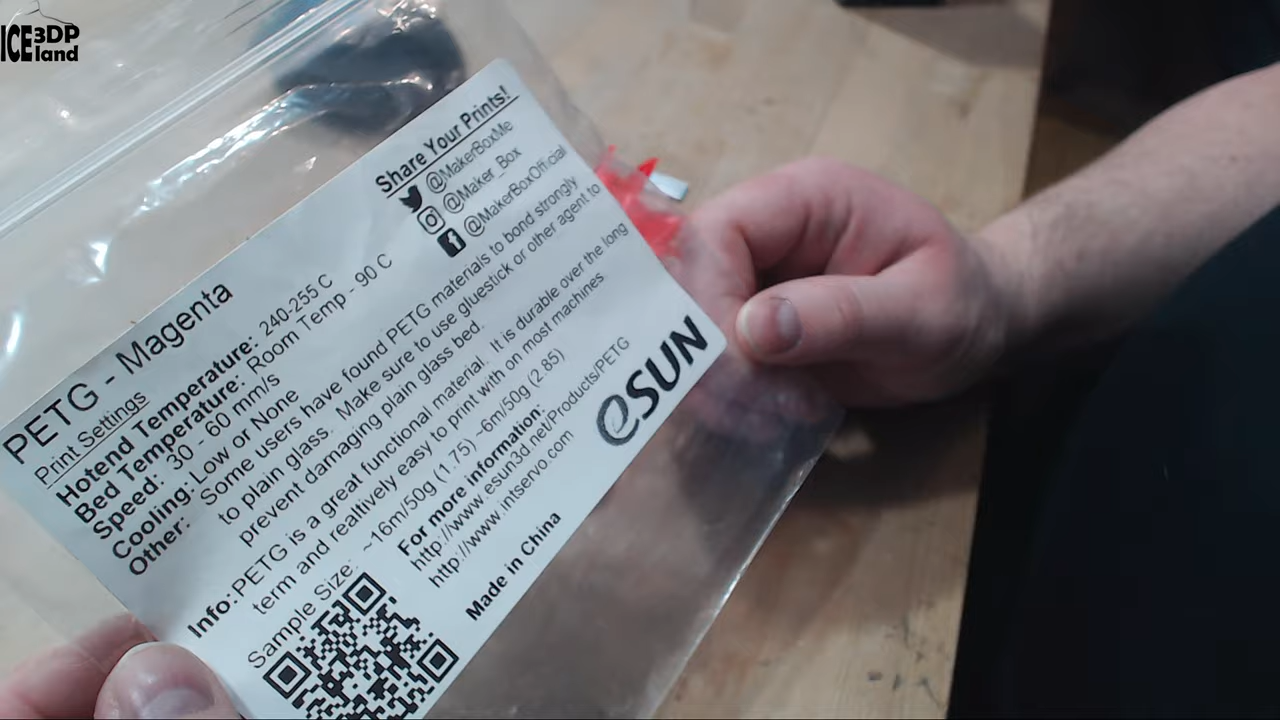 ICE 3DP
land
Share Your Prints!
@MakerBoxMe
@Maker_Box
@MakerBoxOfficial
PETG - Magenta
Print Settings
Hotend Temperature: 240-255 C
Bed Temperature: Room Temp - 90 C
Speed: 30 - 60 mm/s
Cooling: Low or None
Other: Some users have found PETG materials to bond strongly
to plain glass. Make sure to use gluestick or other agent to
prevent damaging plain glass bed.
Info: PETG is a great functional material. It is durable over the long
term and realtively easy to print with on most machines
Sample Size: ~16m/50g (1.75) ~6m/50g (2.85)
For more information:
http://www.esun3d.net/Products/PETG
http://www.intservo.com
Made in China
eSUN